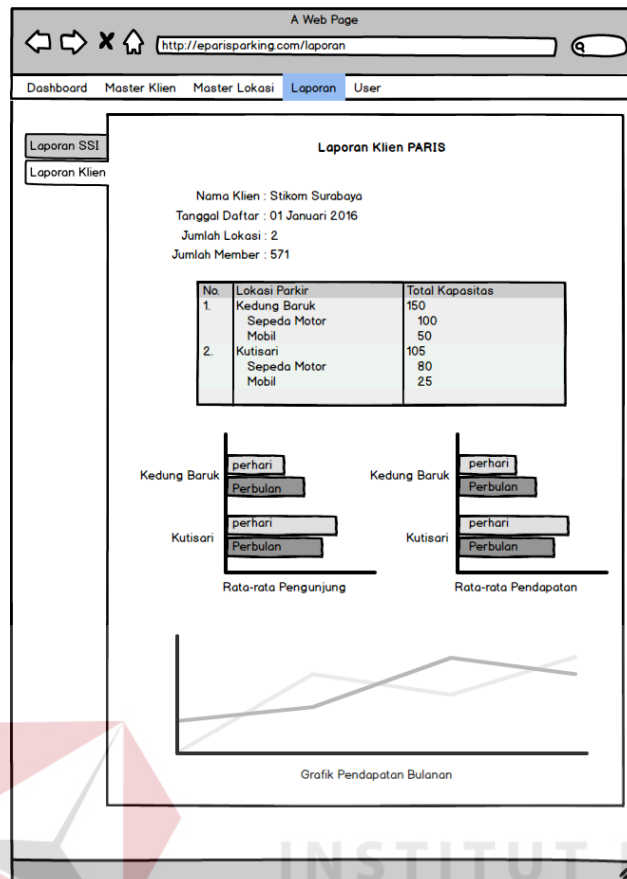 A Web Page
http://eparisparking.com/laporan
Dashboard Master Klien Master Lokasi Laporan User
Laporan SSI
Laporan Klien
Laporan Klien PARIS
Nama Klien : Stikom Surabaya
Tanggal Daftar : 01 Januari 2016
Jumlah Lokasi : 2
Jumlah Member : 571
No. Lokasi Parkir Total Kapasitas
1. Kedung Baruk 150
Sepeda Motor 100
Mobil 50
2. Kutisari 105
Sepeda Motor 80
Mobil 25
Kedung Baruk
perhari
Perbulan
Kutisari
perhari
Perbulan
Rata-rata Pengunjung
Kedung Baruk
perhari
Perbulan
Kutisari
perhari
Perbulan
Rata-rata Pendapatan
Grafik Pendapatan Bulanan
INSTITUT